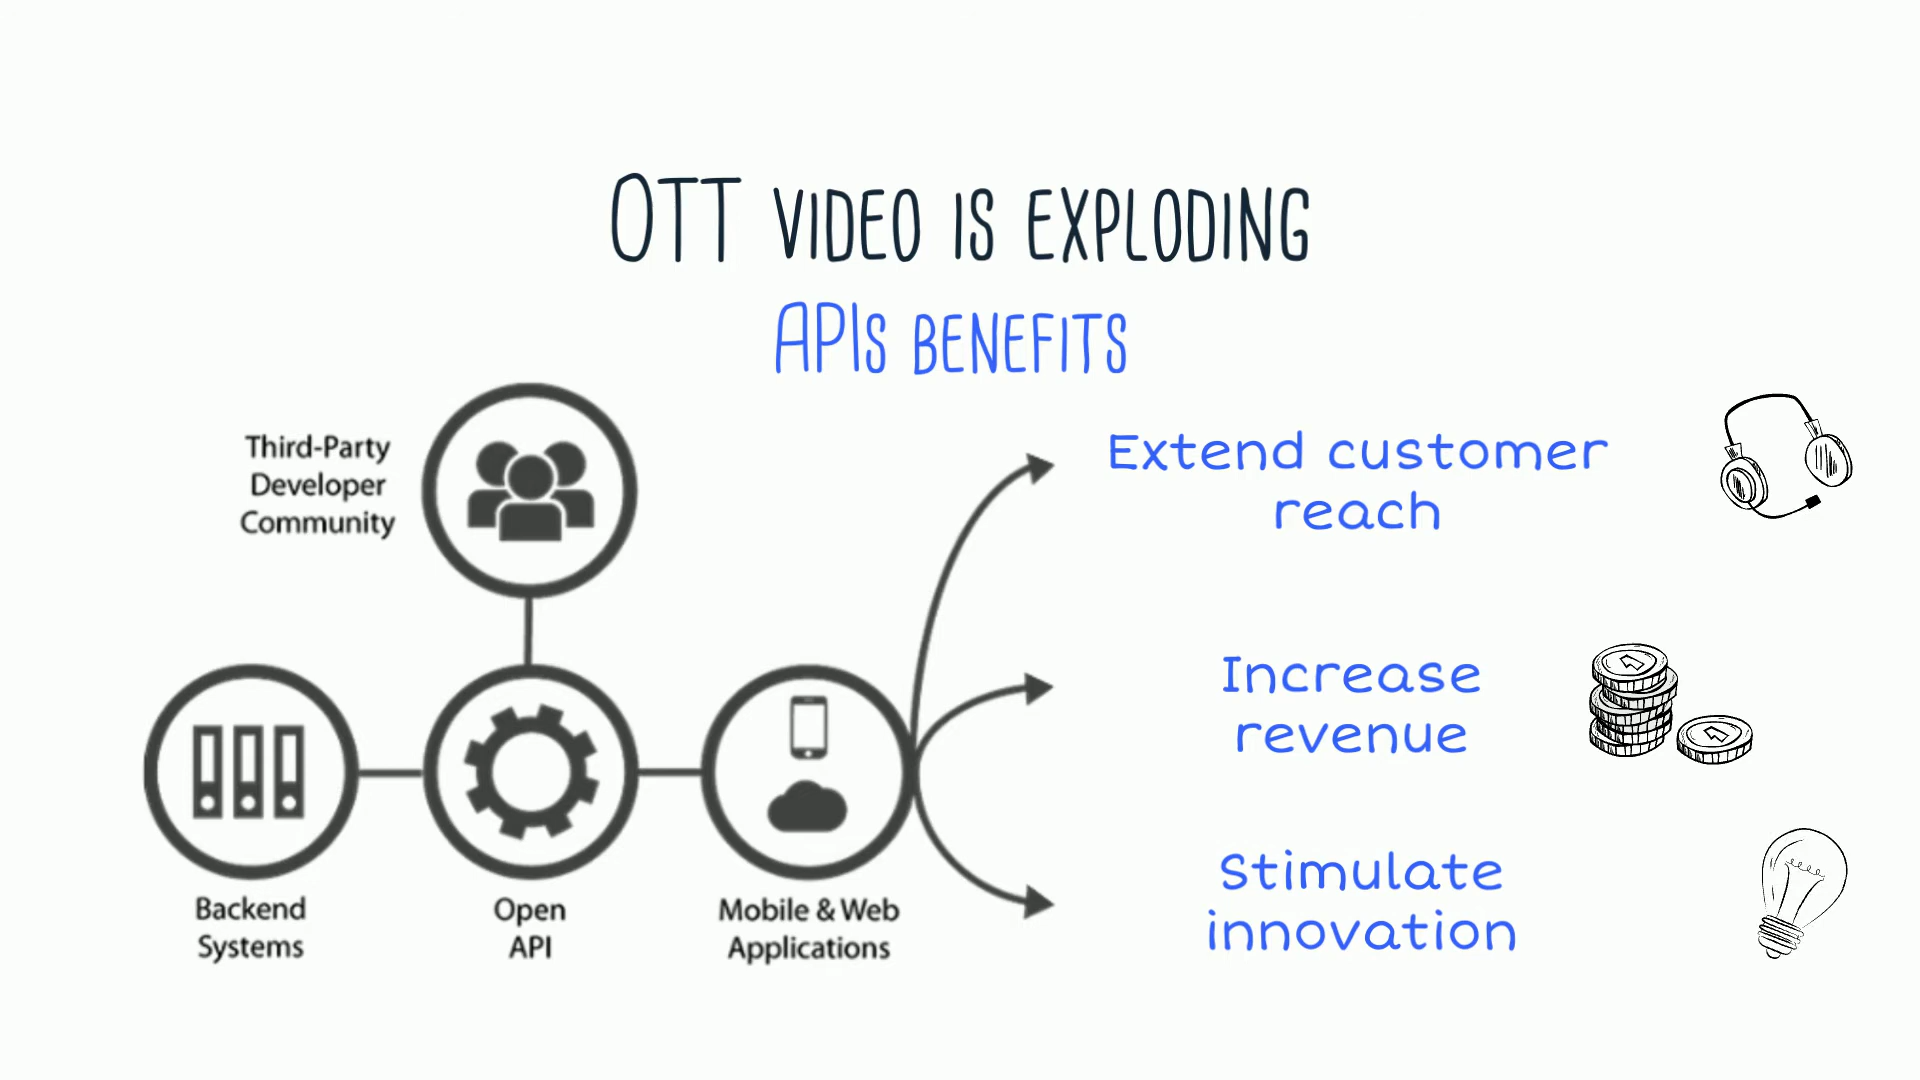 OTT VIDEO IS EXPLODING
APIs BENEFITS
Third-Party
Developer
Community
Extend customer
reach
Increase
revenue
Stimulate
innovation
Backend
Systems
Open
API
Mobile & Web
Applications